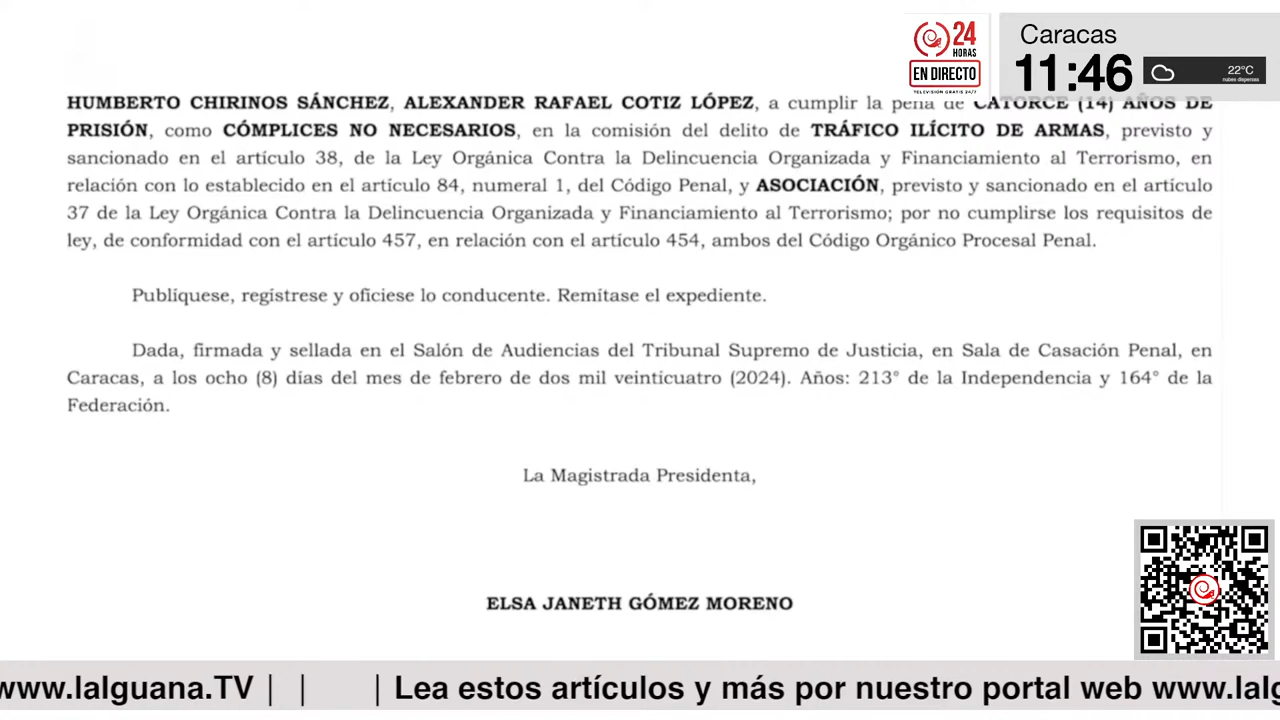 24
HORAS
EN DIRECTO
TELEVISIÓN GRATIS 24/7
Caracas
11:46
22°C
nubes dispersas
HUMBERTO CHIRINOS SÁNCHEZ, ALEXANDER RAFAEL COTIZ LÓPEZ, a cumplir la pena de CATORCE (14) AÑOS DE
PRISIÓN, como CÓMPLICES NO NECESARIOS, en la comisión del delito de TRÁFICO ILÍCITO DE ARMAS, previsto y
sancionado en el artículo 38, de la Ley Orgánica Contra la Delincuencia Organizada y Financiamiento al Terrorismo, en
relación con lo establecido en el artículo 84, numeral 1, del Código Penal, y ASOCIACIÓN, previsto y sancionado en el artículo
37 de la Ley Orgánica Contra la Delincuencia Organizada y Financiamiento al Terrorismo; por no cumplirse los requisitos de
ley, de conformidad con el artículo 457, en relación con el artículo 454, ambos del Código Orgánico Procesal Penal.
Publíquese, regístrese y ofíciese lo conducente. Remítase el expediente.
Dada, firmada y sellada en el Salón de Audiencias del Tribunal Supremo de Justicia, en Sala de Casación Penal, en
Caracas, a los ocho (8) días del mes de febrero de dos mil veinticuatro (2024). Años: 213° de la Independencia y 164° de la
Federación.
La Magistrada Presidenta,
ELSA JANETH GÓMEZ MORENO
www.laIguana.TV | | | Lea estos artículos y más por nuestro portal web www.laIg